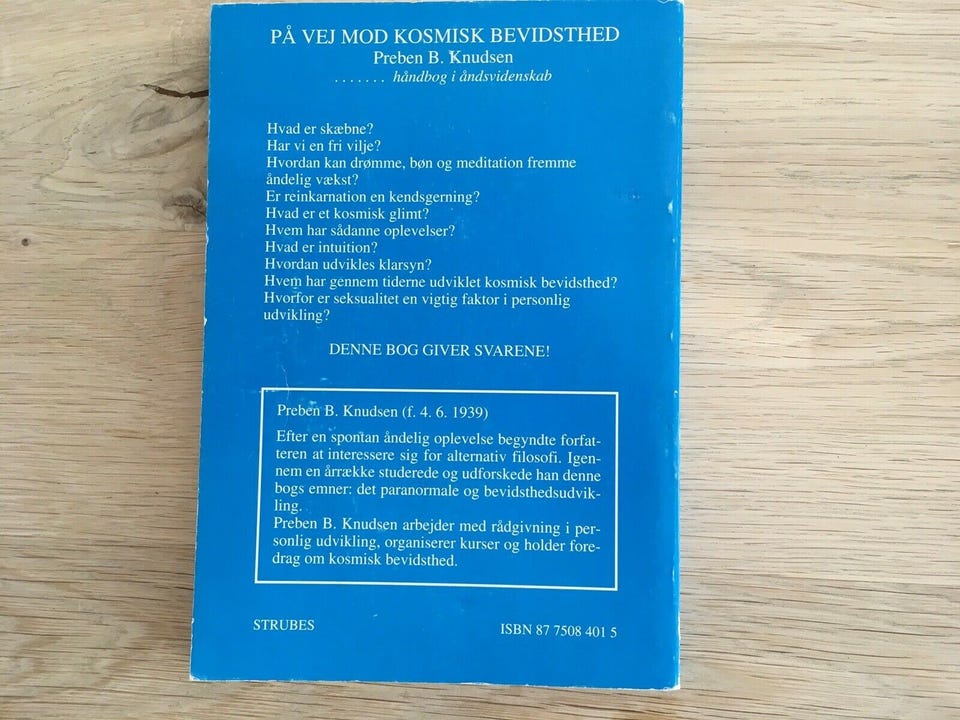 PÅ VEJ MOD KOSMISK BEVIDSTHED
Preben B. Knudsen
....... håndbog i åndsvidenskab
Hvad er skæbne?
Har vi en fri vilje?
Hvordan kan drømme, bøn og meditation fremme
åndelig vækst?
Er reinkarnation en kendsgerning?
Hvad er et kosmisk glimt?
Hvem har sådanne oplevelser?
Hvad er intuition?
Hvordan udvikles klarsyn?
Hvem har gennem tiderne udviklet kosmisk bevidsthed?
Hvorfor er seksualitet en vigtig faktor i personlig
udvikling?
DENNE BOG GIVER SVARENE!
Preben B. Knudsen (f. 4. 6. 1939)
Efter en spontan åndelig oplevelse begyndte forfat-
teren at interessere sig for alternativ filosofi. Igen-
nem en årrække studerede og udforskede han denne
bogs emner: det paranormale og bevidsthedsudvik-
ling.
Preben B. Knudsen arbejder med rådgivning i per-
sonlig udvikling, organiserer kurser og holder fore-
drag om kosmisk bevidsthed.
STRUBES
ISBN 87 7508 401 5